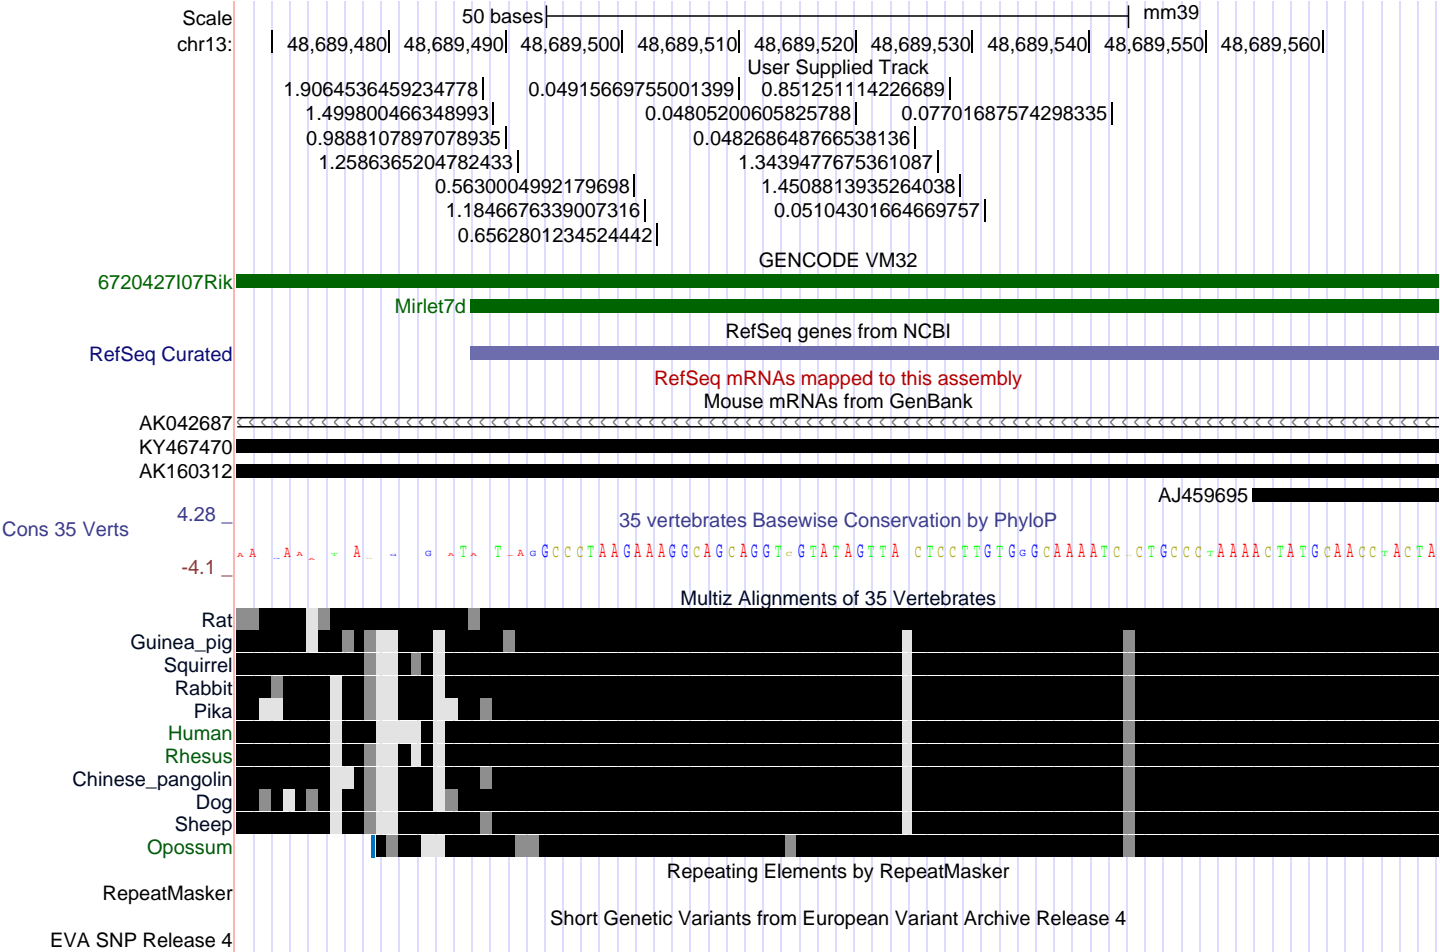 Scale 50 bases mm39
chr13: 48,689,480 48,689,490 48,689,500 48,689,510 48,689,520 48,689,530 48,689,540 48,689,550 48,689,560
User Supplied Track
1.9064536459234778 0.04915669755001399 0.851251114226689
1.499800466348993 0.04805200605825788 0.07701687574298335
0.9888107897078935 0.048268648766538136
1.2586365204782433 1.3439477675361087
0.5630004992179698 1.4508813935264038
1.1846676339007316 0.05104301664669757
0.6562801234524442
GENCODE VM32
6720427I07Rik
Mirlet7d
RefSeq genes from NCBI
RefSeq Curated
RefSeq mRNAs mapped to this assembly
Mouse mRNAs from GenBank
AK042687
KY467470
AK160312
AJ459695
4.28 _
35 vertebrates Basewise Conservation by PhyloP
Cons 35 Verts
GCCCTAAGAAAGGCAGCAGGT GTATAGTTA CTCCTTGTGGGCAAAATC CTGCCC AAAACTATGCAACC ACTA
-4.1 _
Multiz Alignments of 35 Vertebrates
Rat
Guinea_pig
Squirrel
Rabbit
Pika
Human
Rhesus
Chinese_pangolin
Dog
Sheep
Opossum
Repeating Elements by RepeatMasker
RepeatMasker
Short Genetic Variants from European Variant Archive Release 4
EVA SNP Release 4